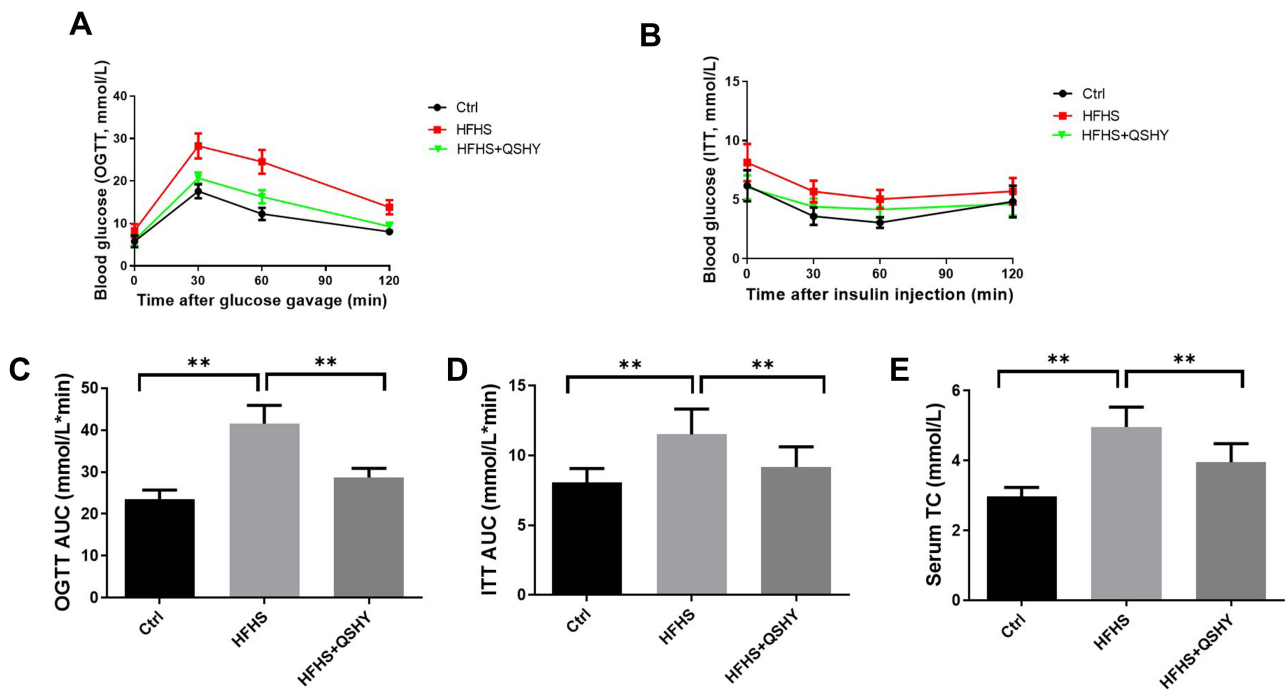 A
Blood glucose (OGTT, mmol/L)
40
30
20
10
0
0
30
60
90
120
Time after glucose gavage (min)
Ctrl
HFHS
HFHS+QSHY
B
Blood glucose (ITT, mmol/L)
15
10
5
0
0
30
60
90
120
Time after insulin injection (min)
Ctrl
HFHS
HFHS+QSHY
C
OGTT AUC (mmol/L*min)
50
40
30
20
10
0
**
**
Ctrl
HFHS
HFHS+QSHY
D
ITT AUC (mmol/L*min)
15
10
5
0
**
**
Ctrl
HFHS
HFHS+QSHY
E
Serum TC (mmol/L)
6
4
2
0
**
**
Ctrl
HFHS
HFHS+QSHY